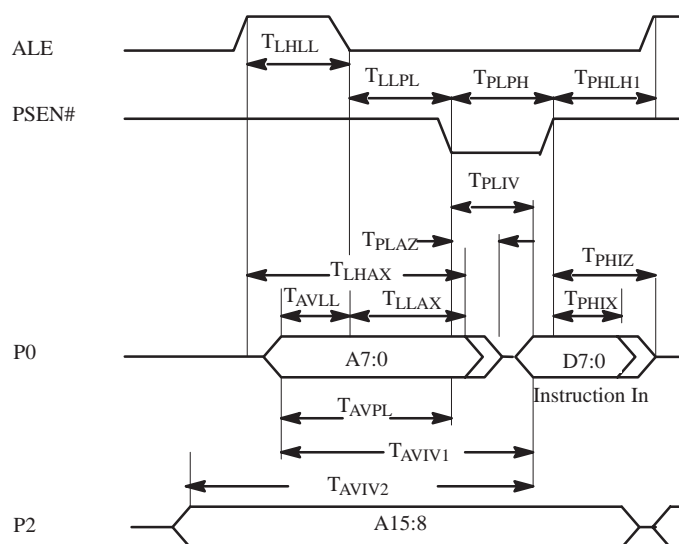 ALE
TLHLL
TLLPL TPLPH TPHLH1
PSEN#
TPLIV
TPLAZ
TLHAX TPHIZ
TAVLL TLLAX TPHIX
P0 A7:0 D7:0
Instruction In
TAVPL
TAVIV1
TAVIV2
P2 A15:8